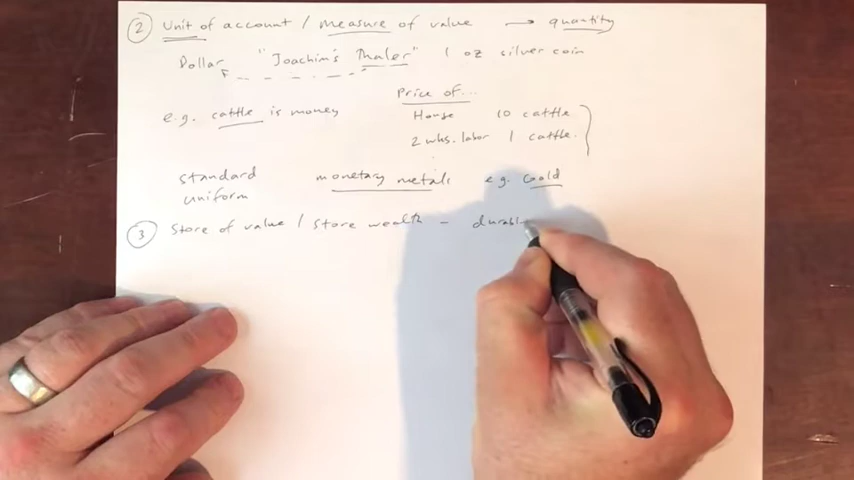 ② Unit of account / measure of value → quantity
Dollar "Joachim's Thaler" 1 oz silver coin
Price of...
e.g. cattle is money House 10 cattle
2 wks. labor 1 cattle.
standard monetary metals e.g. Gold
uniform
③ Store of value / store wealth - durabl